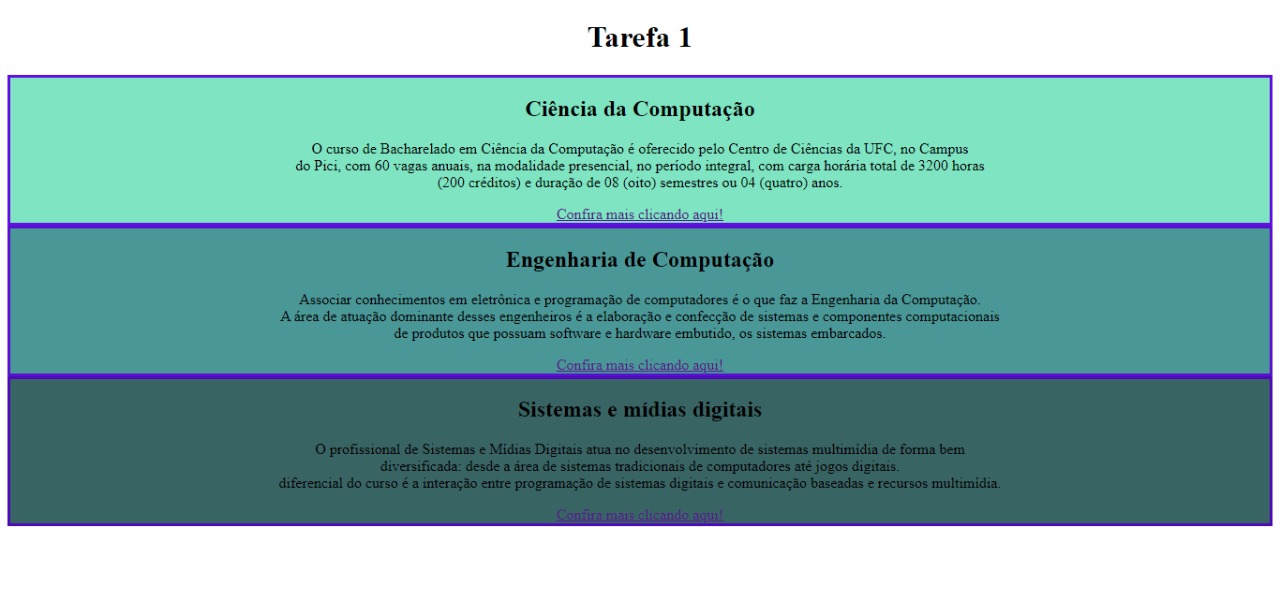 Tarefa 1
Ciência da Computação
O curso de Bacharelado em Ciência da Computação é oferecido pelo Centro de Ciências da UFC, no Campus
do Pici, com 60 vagas anuais, na modalidade presencial, no período integral, com carga horária total de 3200 horas
(200 créditos) e duração de 08 (oito) semestres ou 04 (quatro) anos.
Confira mais clicando aqui!
Engenharia de Computação
Associar conhecimentos em eletrônica e programação de computadores é o que faz a Engenharia da Computação.
A área de atuação dominante desses engenheiros é a elaboração e confecção de sistemas e componentes computacionais
de produtos que possuam software e hardware embutido, os sistemas embarcados.
Confira mais clicando aqui!
Sistemas e mídias digitais
O profissional de Sistemas e Mídias Digitais atua no desenvolvimento de sistemas multimídia de forma bem
diversificada: desde a área de sistemas tradicionais de computadores até jogos digitais.
diferencial do curso é a interação entre programação de sistemas digitais e comunicação baseadas e recursos multimídia.
Confira mais clicando aqui!